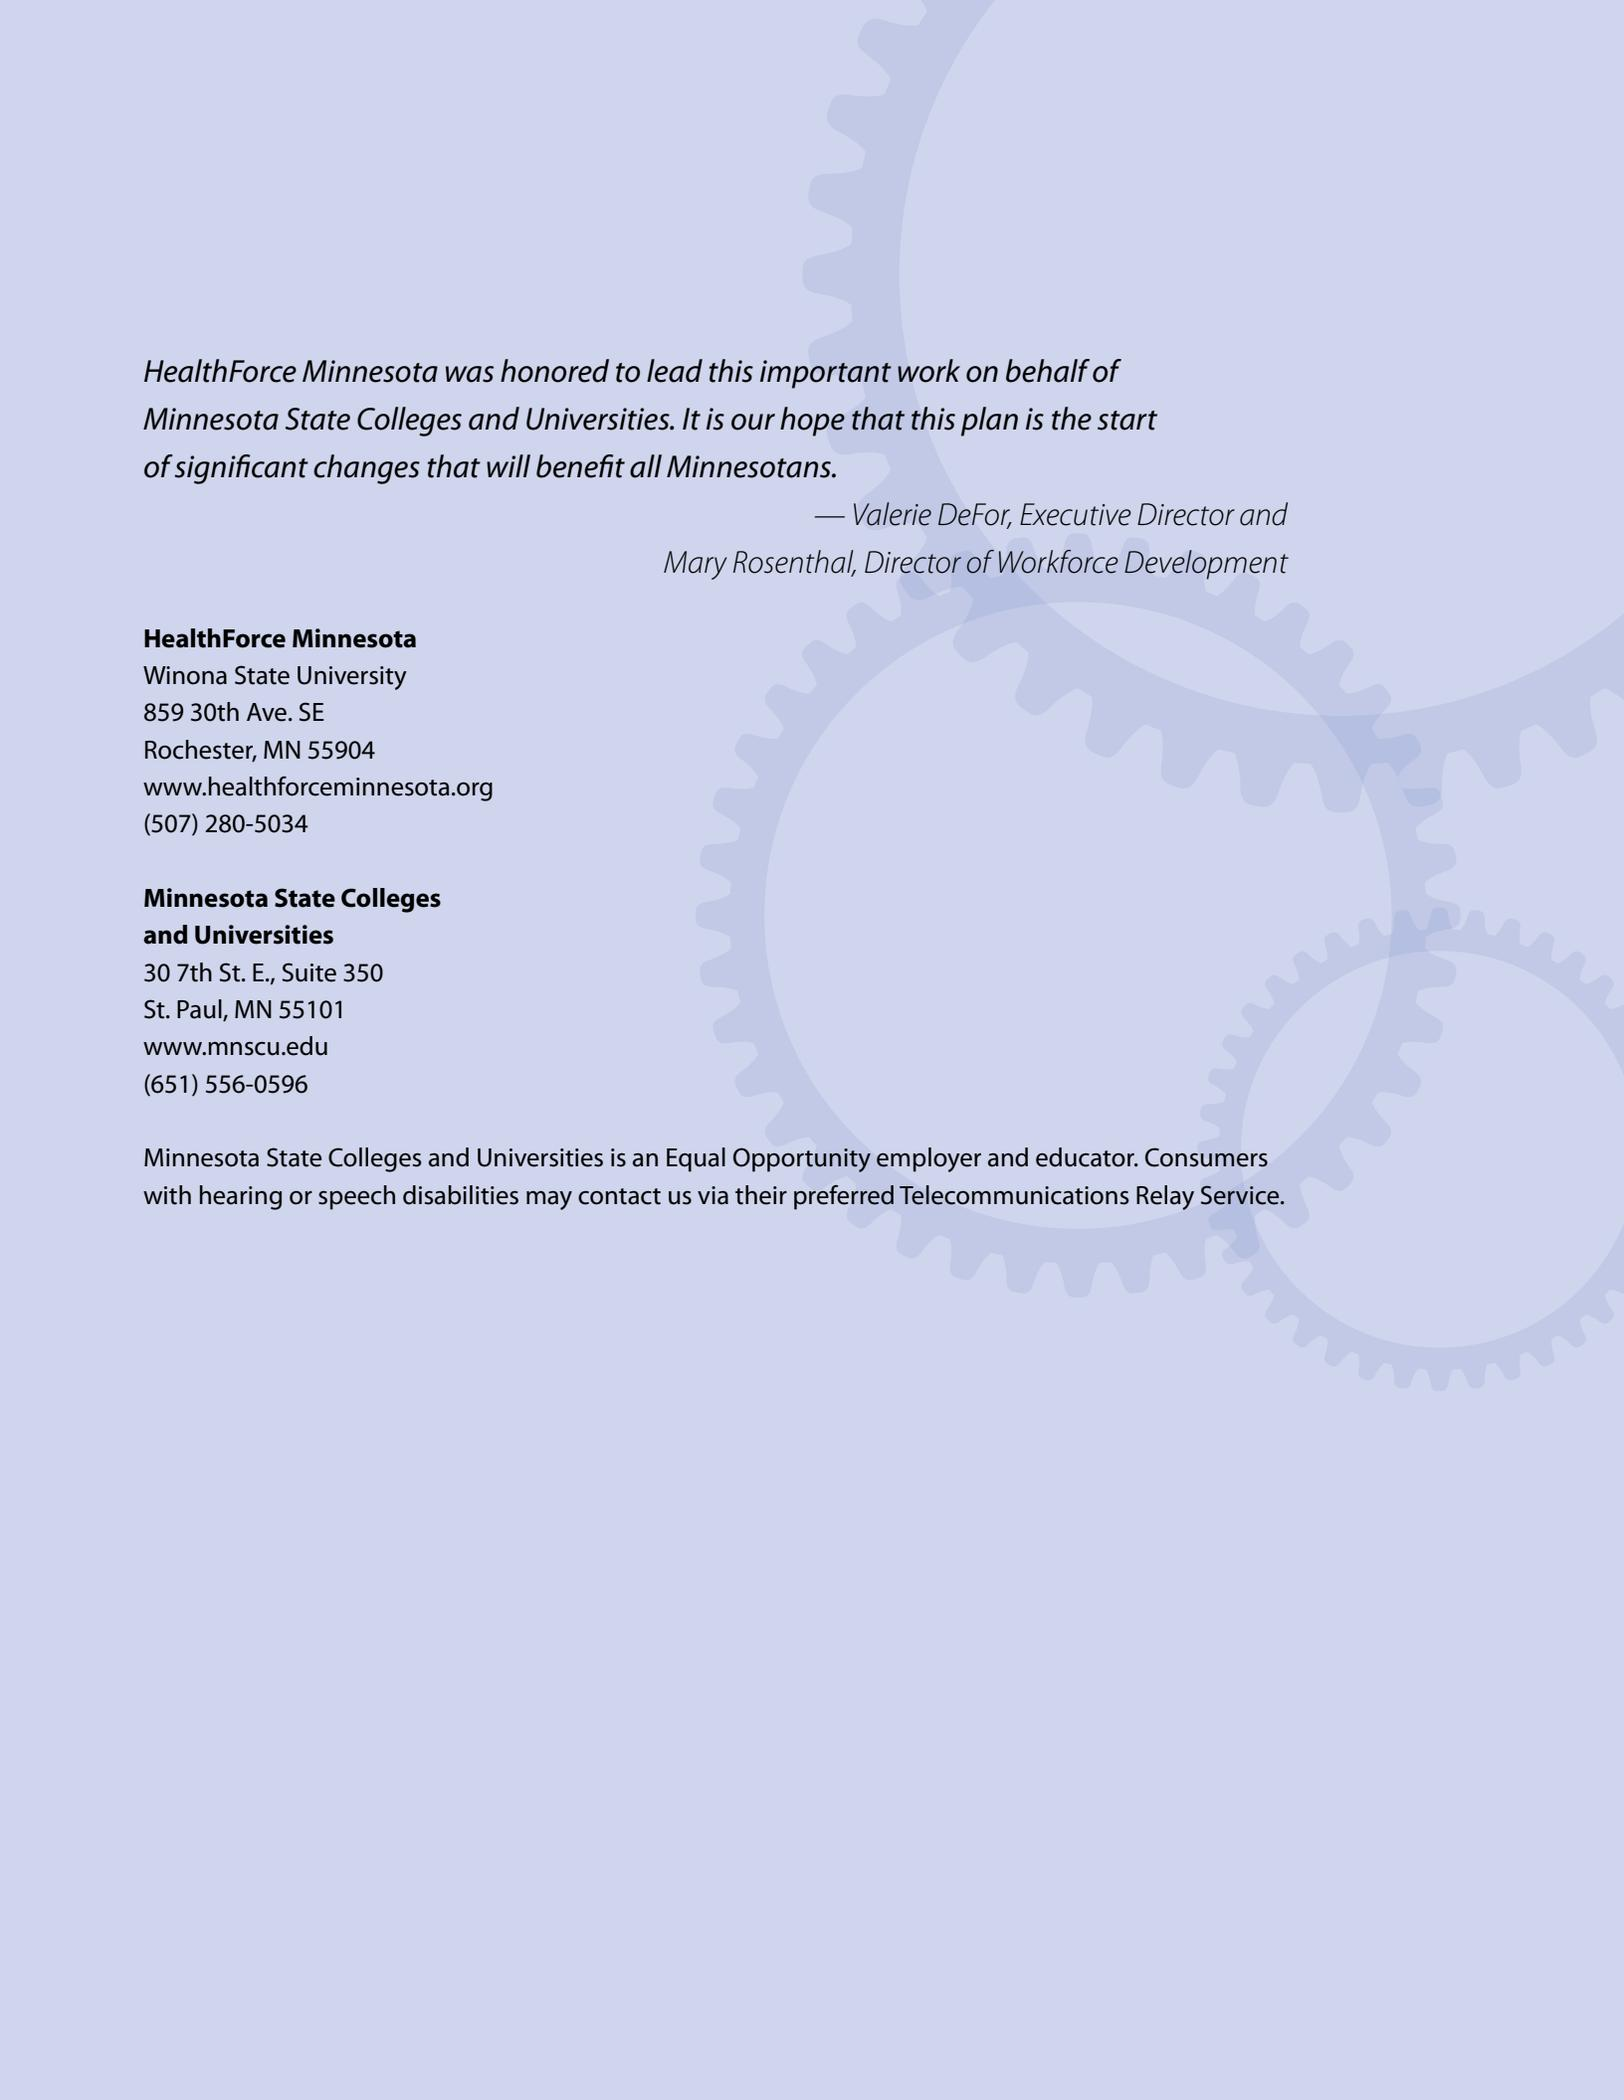 HealthForce Minnesota was honored to lead this important work on behalf of
Minnesota State Colleges and Universities. It is our hope that this plan is the start
of significant changes that will benefit all Minnesotans.
— Valerie DeFor, Executive Director and
Mary Rosenthal, Director of Workforce Development
HealthForce Minnesota
Winona State University
859 30th Ave. SE
Rochester, MN 55904
www.healthforceminnesota.org
(507) 280-5034
Minnesota State Colleges
and Universities
30 7th St. E., Suite 350
St. Paul, MN 55101
www.mnscu.edu
(651) 556-0596
Minnesota State Colleges and Universities is an Equal Opportunity employer and educator. Consumers
with hearing or speech disabilities may contact us via their preferred Telecommunications Relay Service.